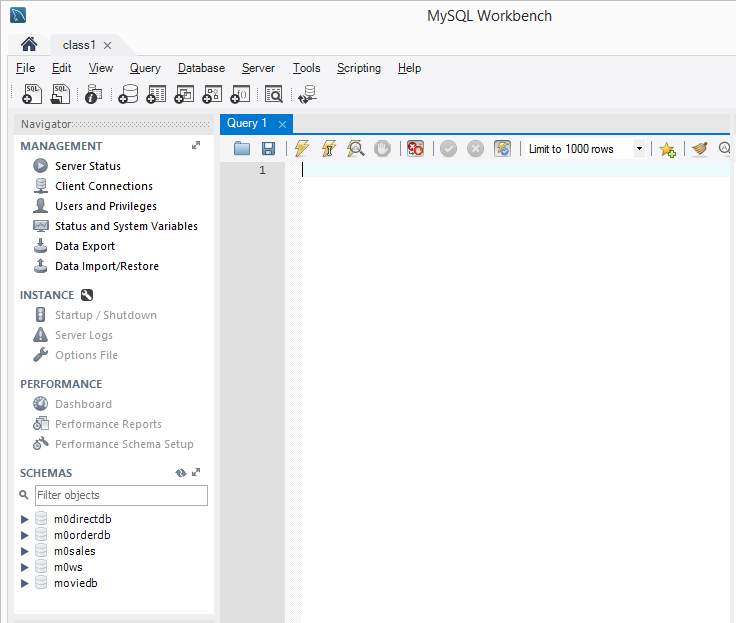 MySQL Workbench
class1
File Edit View Query Database Server Tools Scripting Help
SQL SQL
Navigator
Query 1
MANAGEMENT
Limit to 1000 rows
Server Status
1
Client Connections
Users and Privileges
Status and System Variables
Data Export
Data Import/Restore
INSTANCE
Startup / Shutdown
Server Logs
Options File
PERFORMANCE
Dashboard
Performance Reports
Performance Schema Setup
SCHEMAS
Filter objects
m0directdb
m0orderdb
m0sales
m0ws
moviedb